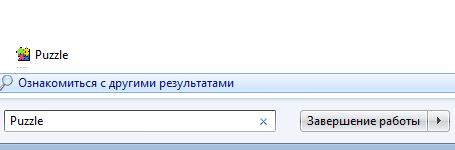 Puzzle
Ознакомиться с другими результатами
Puzzle
Завершение работы